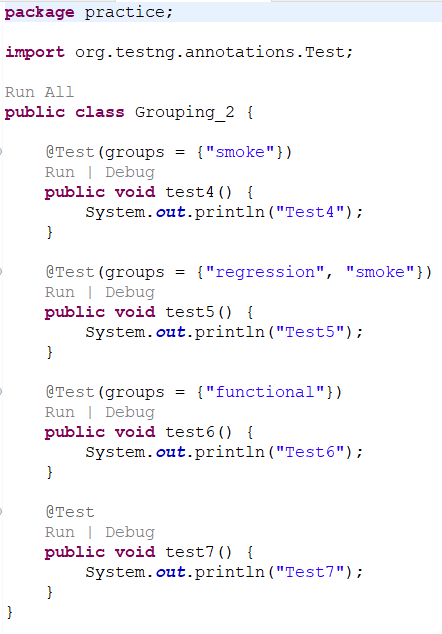 package practice;
import org.testng.annotations.Test;
Run All
public class Grouping_2 {
@Test(groups = {"smoke"})
Run | Debug
public void test4() {
System.out.println("Test4");
}
@Test(groups = {"regression", "smoke"})
Run | Debug
public void test5() {
System.out.println("Test5");
}
@Test(groups = {"functional"})
Run | Debug
public void test6() {
System.out.println("Test6");
}
@Test
Run | Debug
public void test7() {
System.out.println("Test7");
}
}